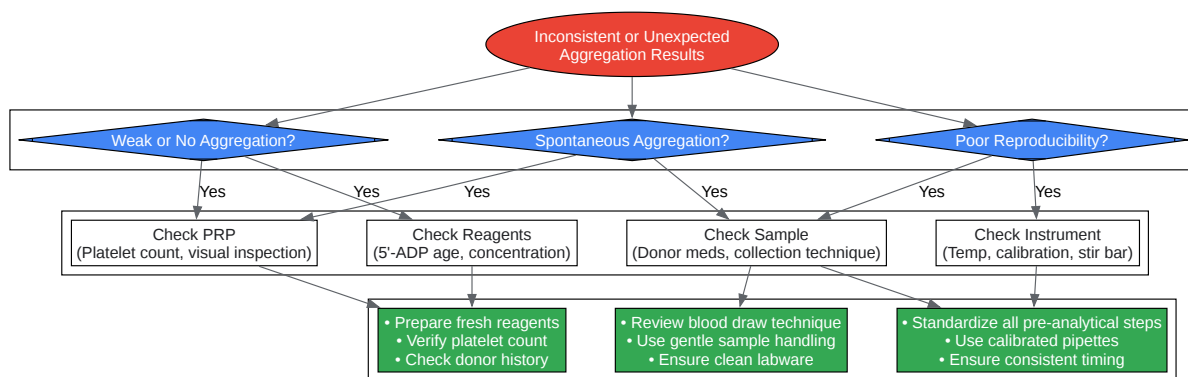 Inconsistent or Unexpected
Aggregation Results
Weak or No Aggregation?
Spontaneous Aggregation?
Poor Reproducibility?
Yes
Yes
Yes
Yes
Yes
Yes
Check PRP
(Platelet count, visual inspection)
Check Reagents
(5'-ADP age, concentration)
Check Sample
(Donor meds, collection technique)
Check Instrument
(Temp, calibration, stir bar)
• Prepare fresh reagents
• Verify platelet count
• Check donor history
• Review blood draw technique
• Use gentle sample handling
• Ensure clean labware
• Standardize all pre-analytical steps
• Use calibrated pipettes
• Ensure consistent timing